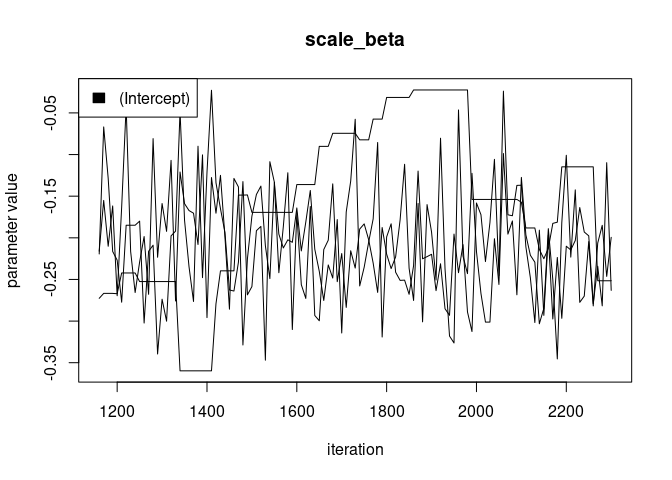 scale_beta
(Intercept)
parameter value
-0.05
-0.15
-0.25
-0.35
1200 1400 1600 1800 2000 2200
iteration